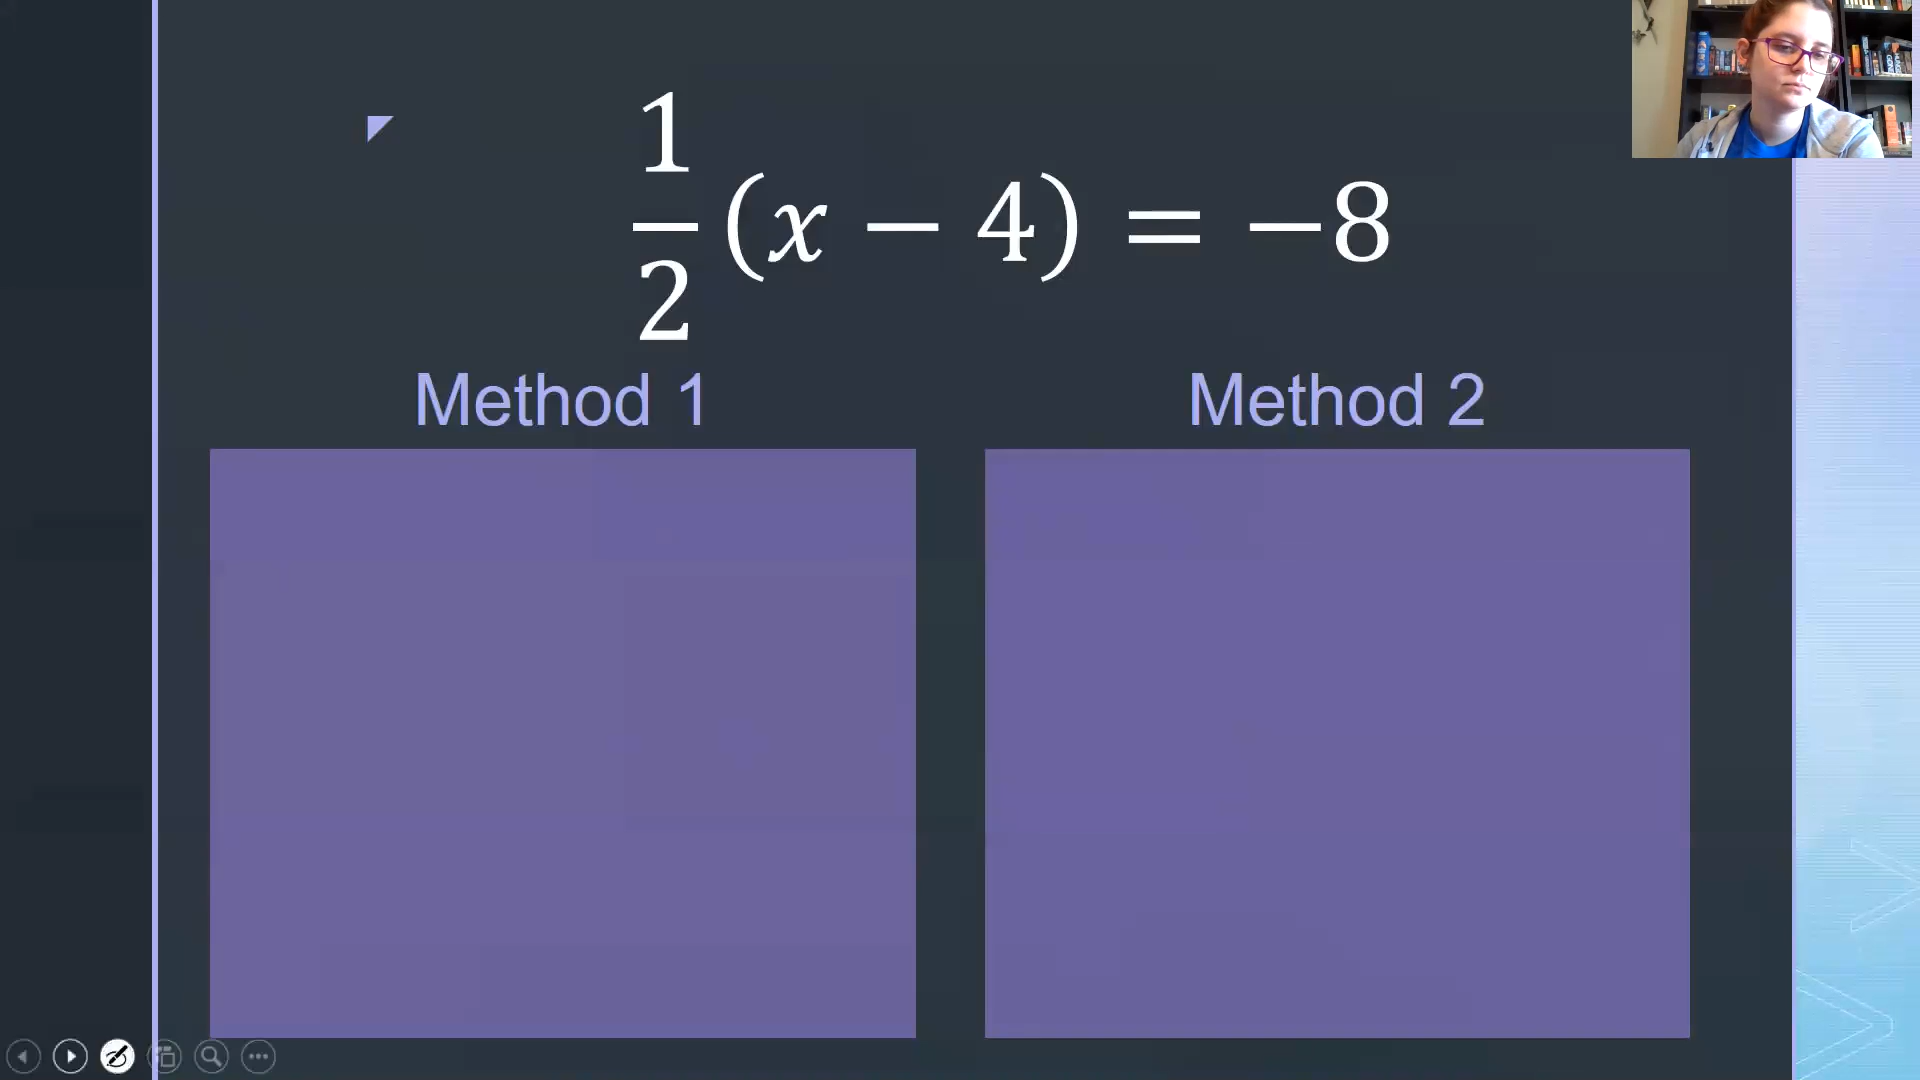 1/2 (x − 4) = −8
Method 1
Method 2